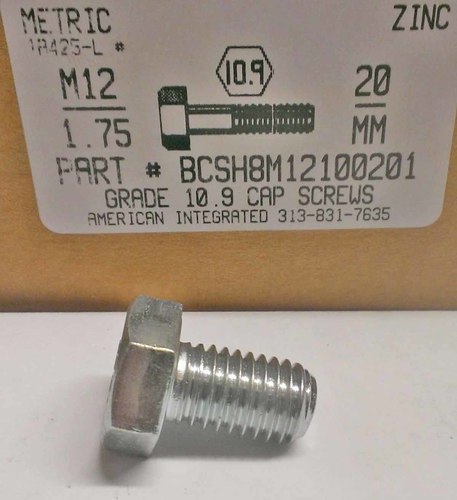 METRIC ZINC
1R425-L #
10.9
M12 20
1.75 MM
PART # BCSH8M12100201
GRADE 10.9 CAP SCREWS
AMERICAN INTEGRATED 313-831-7635